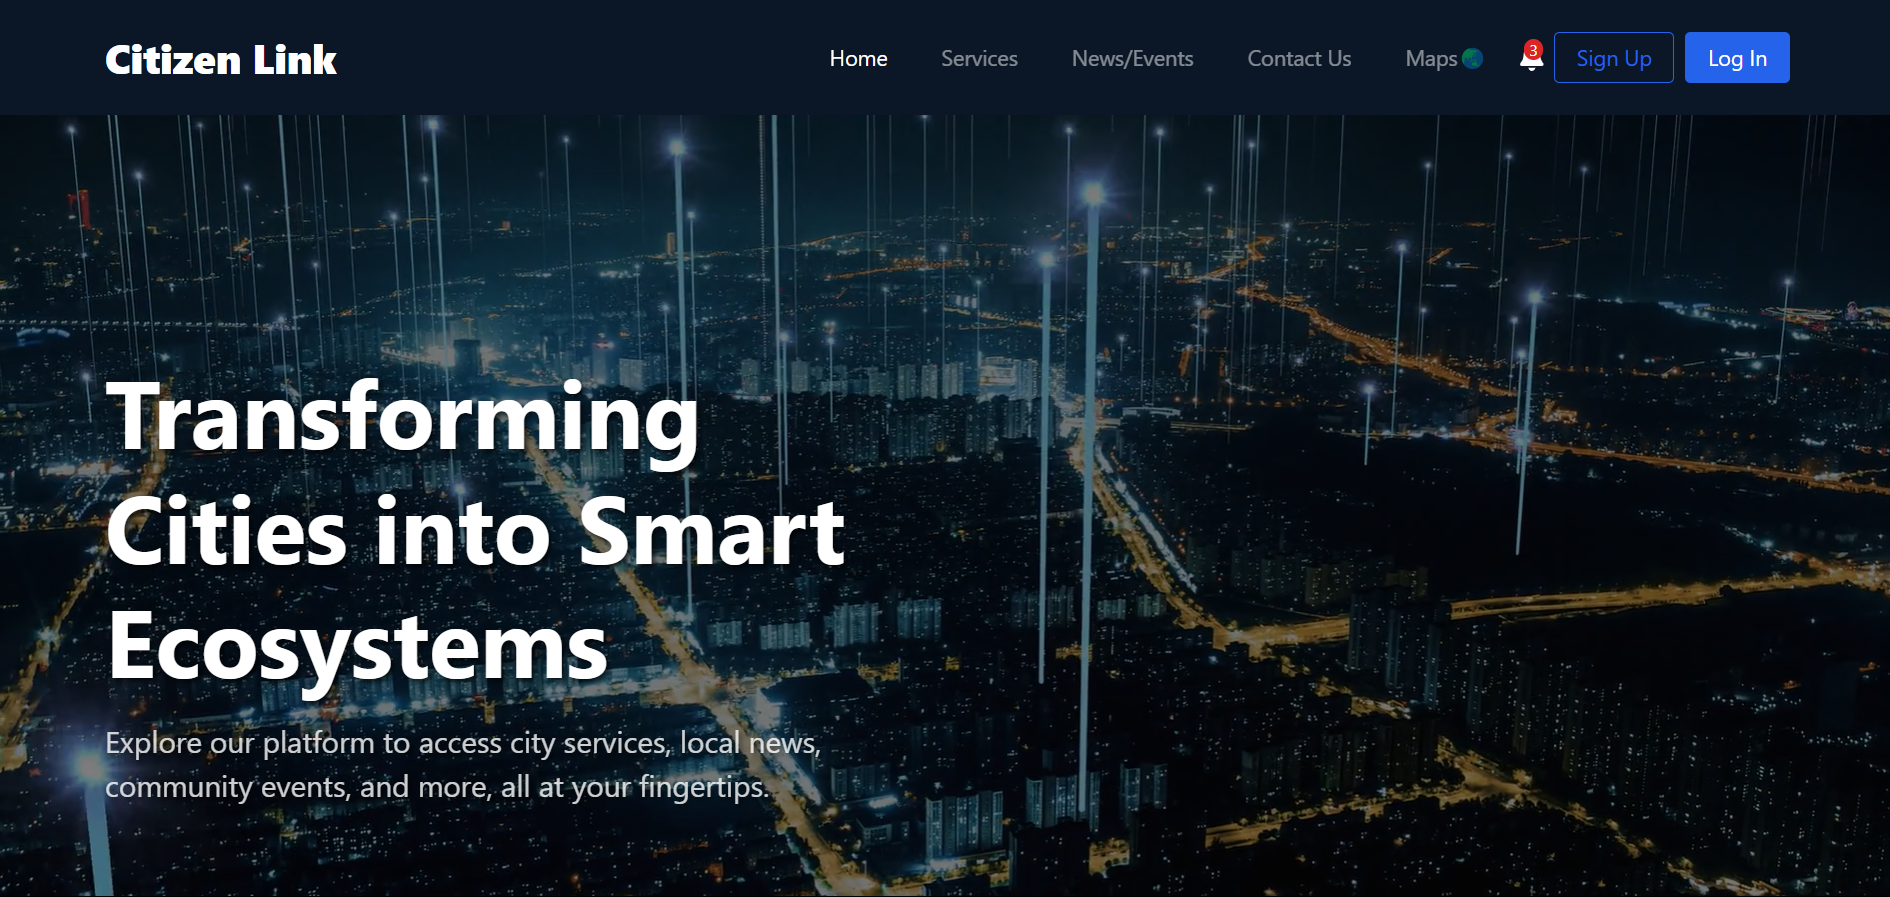 Citizen Link
Home Services News/Events Contact Us Maps 3 Sign Up Log In
Transforming
Cities into Smart
Ecosystems
Explore our platform to access city services, local news,
community events, and more, all at your fingertips.